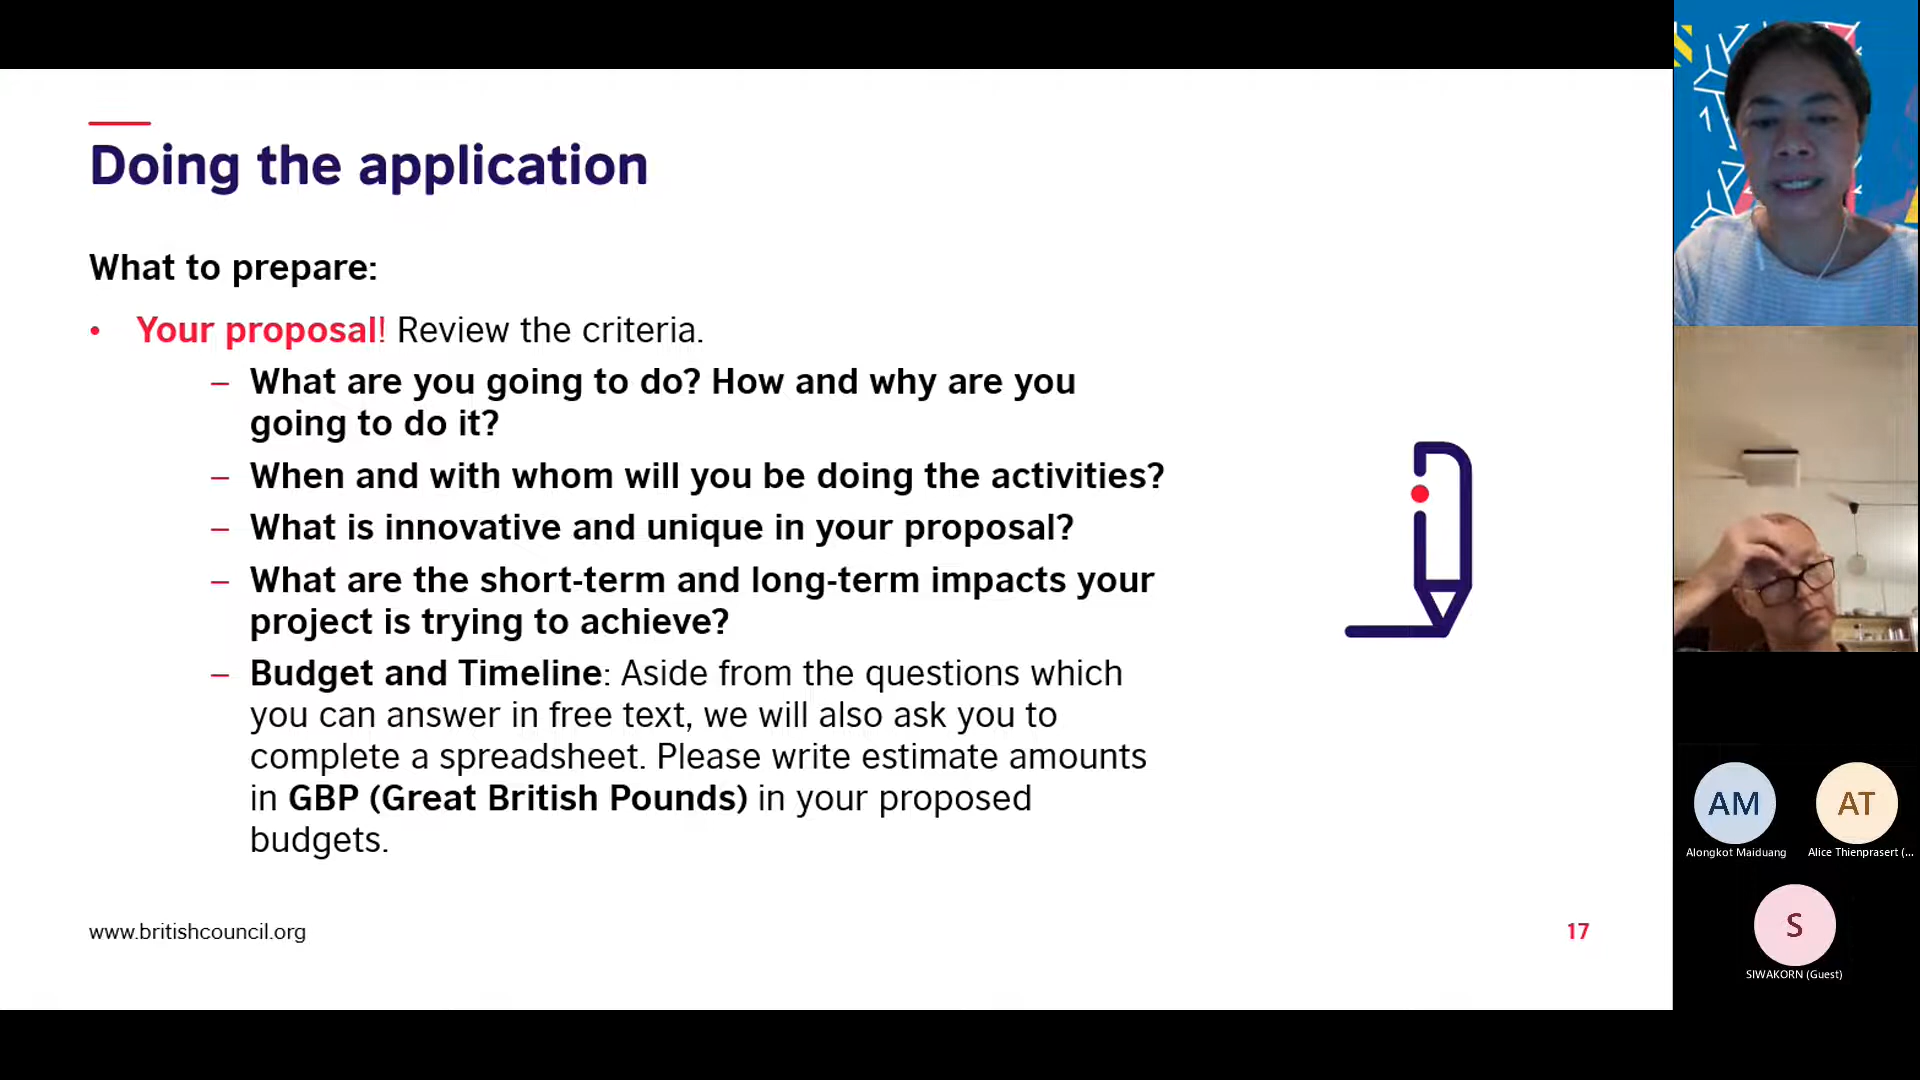 Doing the application
What to prepare:
• Your proposal! Review the criteria.
– What are you going to do? How and why are you
going to do it?
– When and with whom will you be doing the activities?
– What is innovative and unique in your proposal?
– What are the short-term and long-term impacts your
project is trying to achieve?
– Budget and Timeline: Aside from the questions which
you can answer in free text, we will also ask you to
complete a spreadsheet. Please write estimate amounts
in GBP (Great British Pounds) in your proposed
budgets.
www.britishcouncil.org
17
AM
Alongkot Maiduang
AT
Alice Thienprasert (...
S
SIWAKORN (Guest)